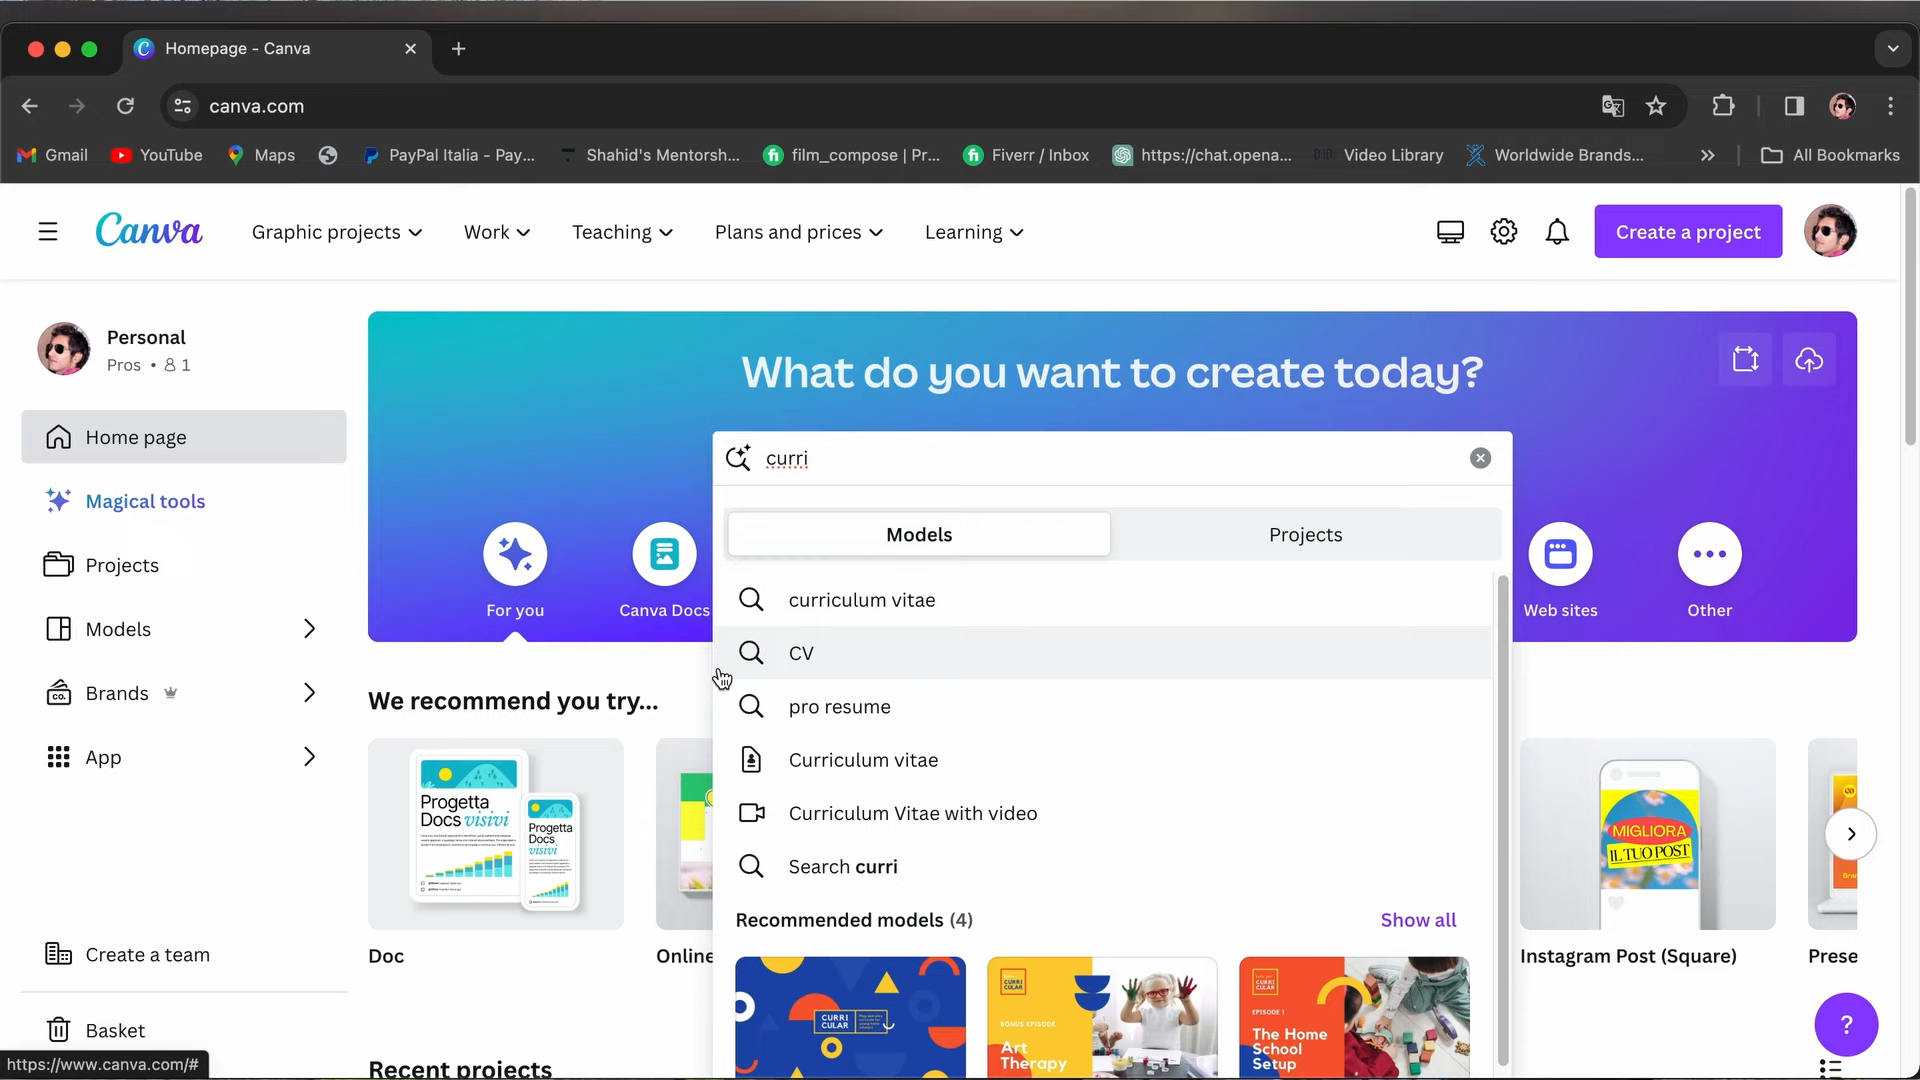 Homepage - Canva
canva.com
Gmail
YouTube
Maps
PayPal Italia - Pay...
Shahid's Mentorsh...
film_compose | Pr...
Fiverr / Inbox
https://chat.opena...
Video Library
Worldwide Brands...
All Bookmarks
Canva
Graphic projects
Work
Teaching
Plans and prices
Learning
Create a project
Personal
Pros • 1
What do you want to create today?
Home page
Magical tools
Projects
Models
Brands
App
Create a team
Basket
curri
Models
Projects
curriculum vitae
CV
pro resume
Curriculum vitae
Curriculum Vitae with video
Search curri
Recommended models (4)
Show all
For you
Canva Docs
Web sites
Other
We recommend you try...
Progetta
Docs visivi
Progetta
Docs
visivi
MIGLIORA
IL TUO POST
Doc
Online
Instagram Post (Square)
Prese
CURRI
CULAR
BONUS EPISODE
Art
Therapy
CURRI
CULAR
EPISODE 1
The Home
School
Setup
Recent projects
?
https://www.canva.com/#